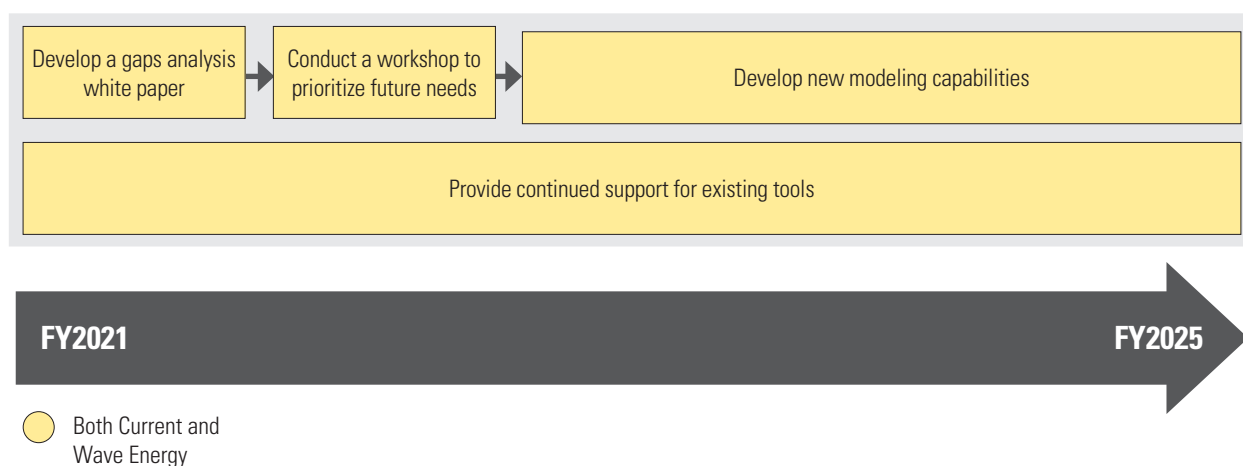 Develop a gaps analysis
white paper
Conduct a workshop to
prioritize future needs
Develop new modeling capabilities
Provide continued support for existing tools
FY2021
FY2025
Both Current and
Wave Energy